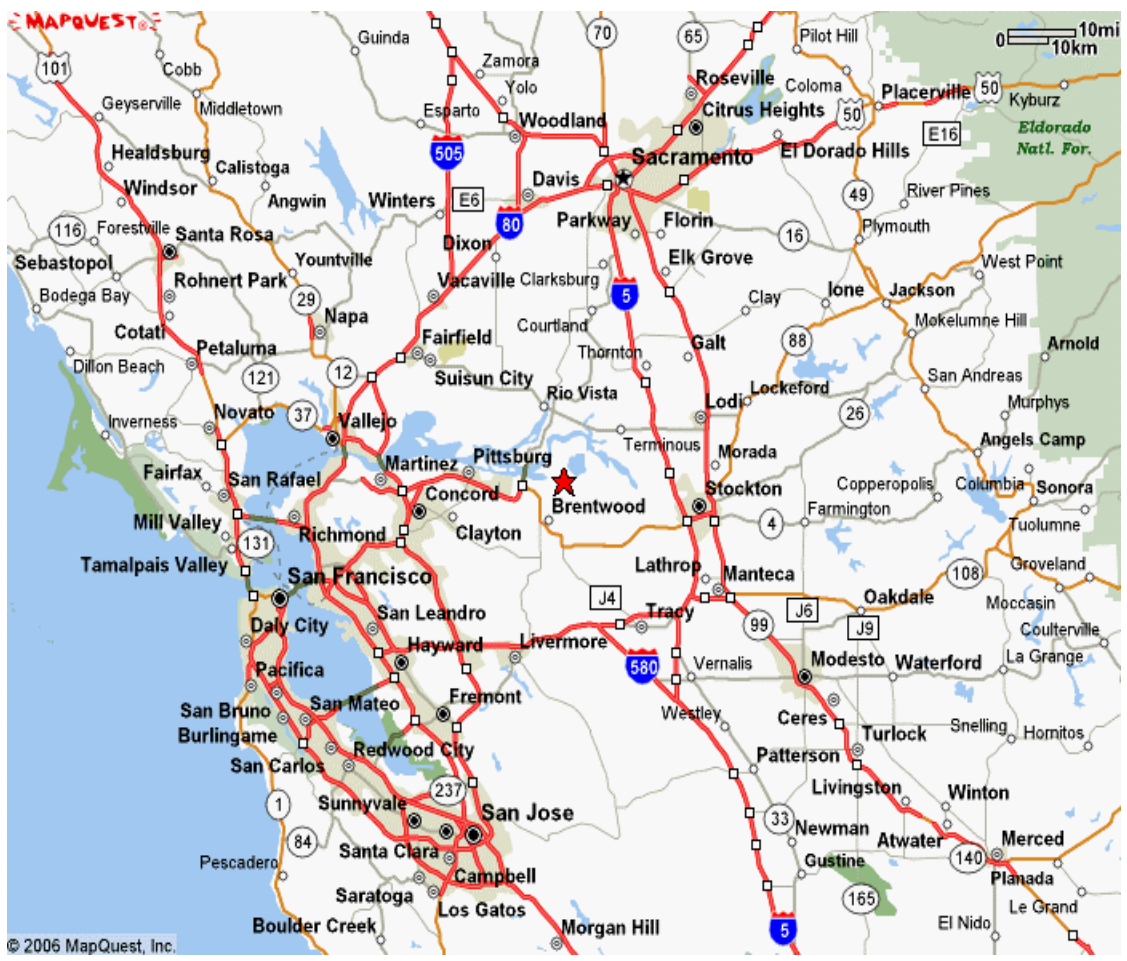 MAPQUEST®
0 10mi
10km
101
Cobb
Guinda
Zamora
Yolo
70
65
Pilot Hill
Coloma
Roseville
Placerville
50
Kyburz
Geyserville
Middletown
Esparto
Woodland
Citrus Heights
50
E16
Eldorado
Natl. For.
Healdsburg
Calistoga
505
Sacramento
El Dorado Hills
Windsor
Angwin
Winters
E6
Davis
49
River Pines
116
Forestville
Santa Rosa
80
Parkway
Florin
16
Plymouth
Sebastopol
Rohnert Park
Yountville
Dixon
Vacaville
Clarksburg
Elk Grove
West Point
Bodega Bay
29
5
Clay
Ione
Jackson
Cotati
Napa
Fairfield
Courtland
Galt
88
Mokelumne Hill
Petaluma
Dillon Beach
121
12
Suisun City
Thornton
Arnold
Rio Vista
Lodi
Lockeford
San Andreas
Inverness
Novato
37
Vallejo
Terminous
26
Murphys
Fairfax
San Rafael
Martinez
Pittsburg
Morada
Angels Camp
Concord
Brentwood
Stockton
Copperopolis
Columbia
Sonora
Mill Valley
Richmond
Clayton
4
Farmington
Tuolumne
131
Tamalpais Valley
San Francisco
Lathrop
Manteca
108
Groveland
San Leandro
J4
Tracy
J6
Oakdale
Moccasin
Daly City
Hayward
Livermore
99
J9
Coulterville
Pacifica
580
Vernalis
Modesto
Waterford
La Grange
San Bruno
San Mateo
Fremont
Westley
Ceres
Snelling
Hornitos
Burlingame
Redwood City
Patterson
Turlock
San Carlos
237
Livingston
Winton
1
Sunnyvale
San Jose
33
Newman
Atwater
Merced
84
Santa Clara
Gustine
140
Planada
Pescadero
Saratoga
Campbell
165
Le Grand
Los Gatos
El Nido
Boulder Creek
Morgan Hill
5
© 2006 MapQuest, Inc.